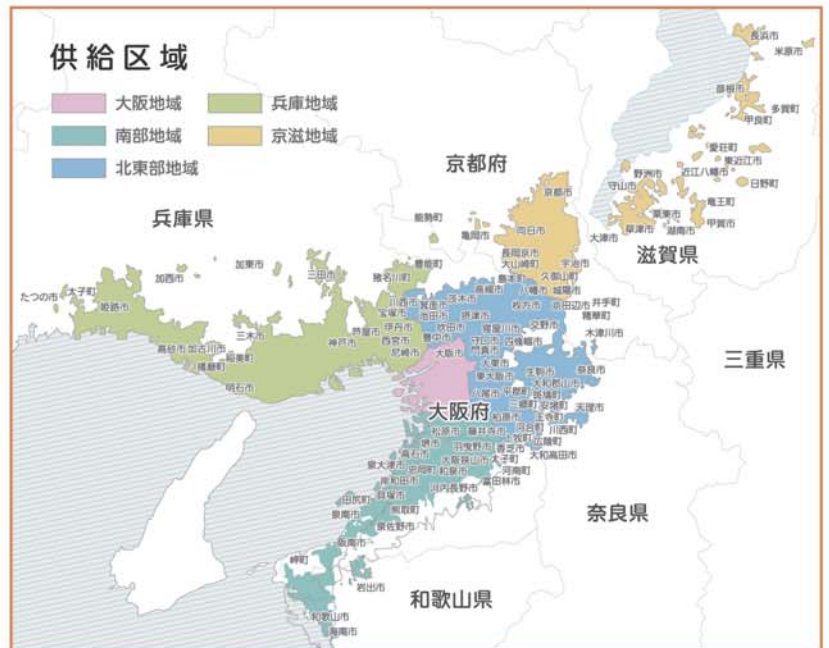 供給区域
大阪地域
兵庫地域
南部地域
京滋地域
北東部地域
長浜市
米原市
彦根市
多賀町
甲良町
愛荘町
東近江市
京都府
野洲市
近江八幡市
日野町
守山市
京都市
竜王町
能勢町
栗東市
兵庫県
向日市
草津市
湖南市
甲賀市
亀岡市
大津市
滋賀県
長岡京市
加東市
豊能町
大山崎町
宇治市
加西市
三田市
猪名川町
島本町
久御山町
太子町
高槻市
八幡市
城陽市
たつの市
川西市
茨木市
井手町
姫路市
箕面市
枚方市
京田辺市
宝塚市
池田市
摂津市
精華町
芦屋市
伊丹市
吹田市
寝屋川市
交野市
三木市
木津川市
西宮市
豊中市
守口市
四條畷市
神戸市
門真市
高砂市
加古川市
尼崎市
大阪市
三重県
稲美町
大東市
生駒市
奈良市
播磨町
東大阪市
大和郡山市
明石市
八尾市
平群町
斑鳩町
三郷町
安堵町
天理市
大阪府
柏原市
王寺町
松原市
藤井寺市
河合町
川西町
堺市
上牧町
広陵町
羽曳野市
香芝市
高石市
大和高田市
大阪狭山市
太子町
泉大津市
忠岡町
和泉市
河南町
岸和田市
富田林市
河内長野市
貝塚市
田尻町
熊取町
泉南市
奈良県
泉佐野市
阪南市
岬町
岩出市
和歌山県
和歌山市
海南市